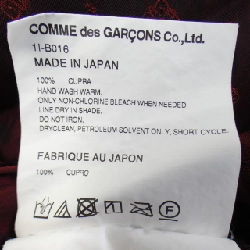 COMME des GARÇONS Co.,Ltd.
11-B016
MADE IN JAPAN
100% CUPRA
HAND WASH WARM.
ONLY NON-CHLORINE BLEACH WHEN NEEDED.
LINE DRY IN SHADE.
DO NOT IRON.
DRYCLEAN, PETROLEUM SOLVENT ONLY, SHORT CYCLE.
FABRIQUE AU JAPON
100% CUPRO
F